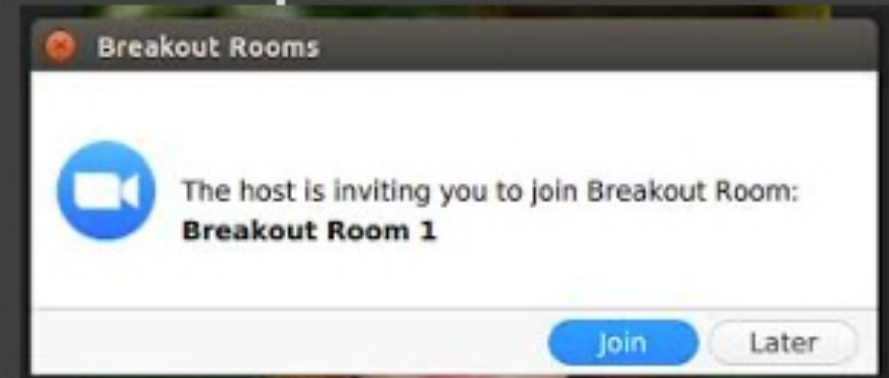 Breakout Rooms
The host is inviting you to join Breakout Room:
Breakout Room 1
Join
Later